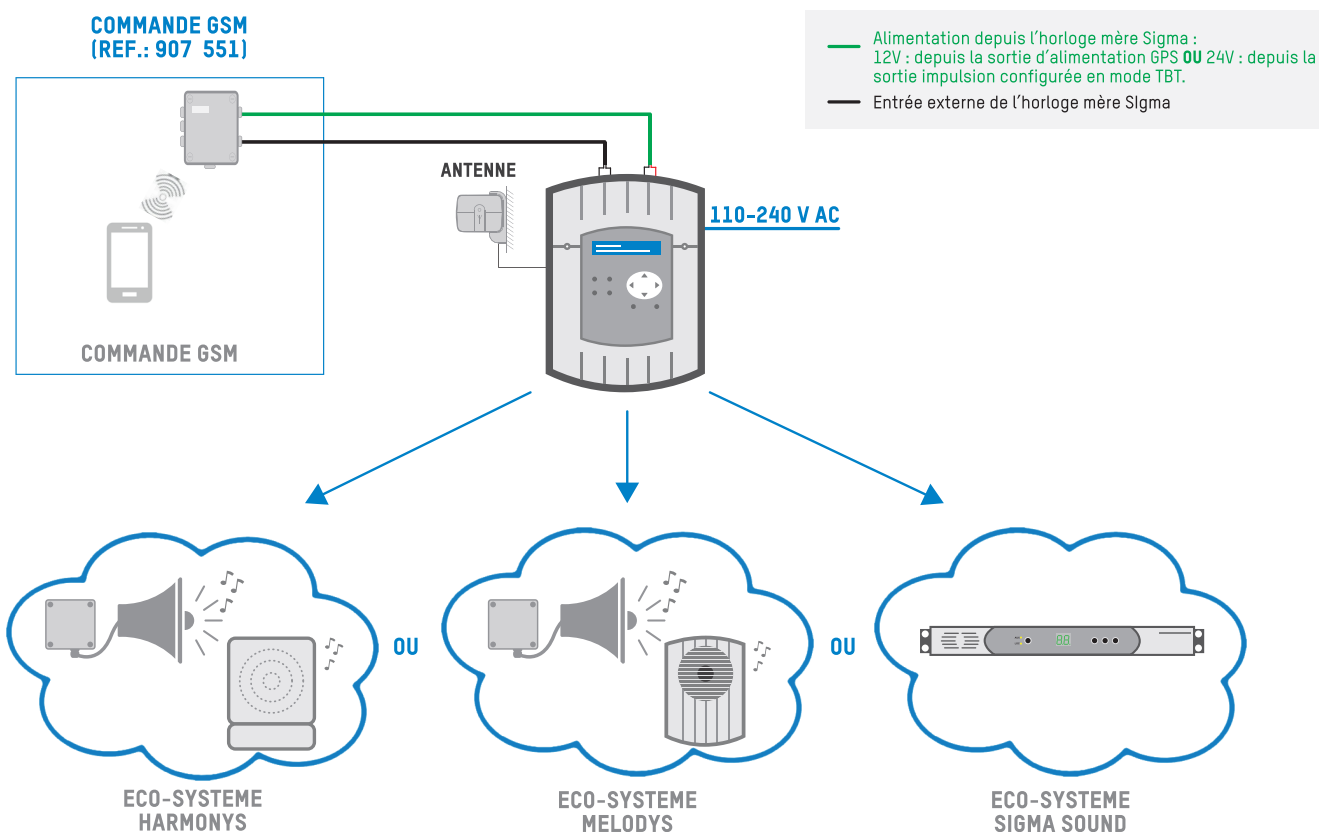 COMMANDE GSM
(REF.: 907 551)
Alimentation depuis l'horloge mère Sigma :
12V : depuis la sortie d'alimentation GPS OU 24V : depuis la
sortie impulsion configurée en mode TBT.
Entrée externe de l'horloge mère SIgma
ANTENNE
110-240 V AC
COMMANDE GSM
OU
OU
88
ECO-SYSTEME
HARMONYS
ECO-SYSTEME
MELODYS
ECO-SYSTEME
SIGMA SOUND